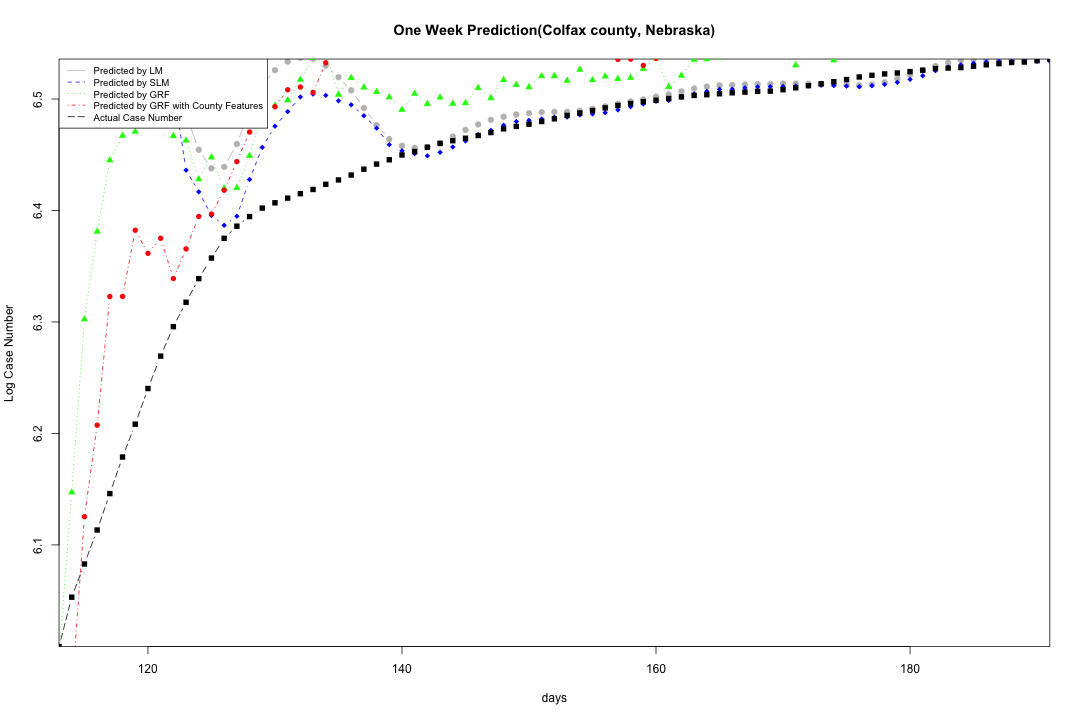 One Week Prediction(Colfax county, Nebraska)
Predicted by LM
Predicted by SLM
Predicted by GRF
Predicted by GRF with County Features
Actual Case Number
6.5
6.4
6.3
6.2
6.1
Log Case Number
120
140
160
180
days